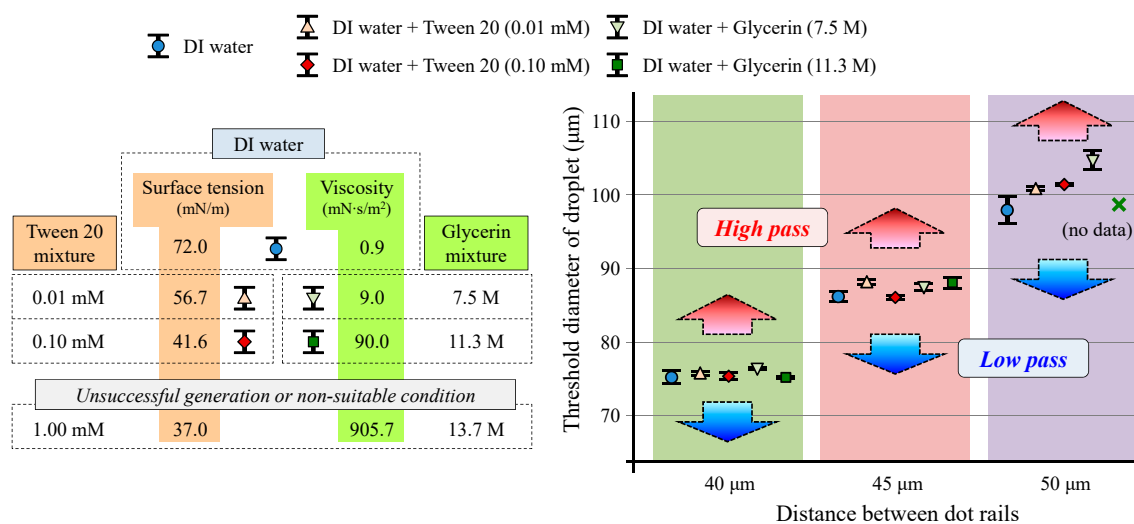 DI water
DI water + Tween 20 (0.01 mM)
DI water + Tween 20 (0.10 mM)
DI water + Glycerin (7.5 M)
DI water + Glycerin (11.3 M)
DI water
Surface tension
(mN/m)
Viscosity
(mN·s/m²)
Tween 20
mixture
72.0
0.9
Glycerin
mixture
0.01 mM
56.7
9.0
7.5 M
0.10 mM
41.6
90.0
11.3 M
Unsuccessful generation or non-suitable condition
1.00 mM
37.0
905.7
13.7 M
Threshold diameter of droplet (μm)
110
100
90
80
70
High pass
Low pass
(no data)
40 μm
45 μm
50 μm
Distance between dot rails